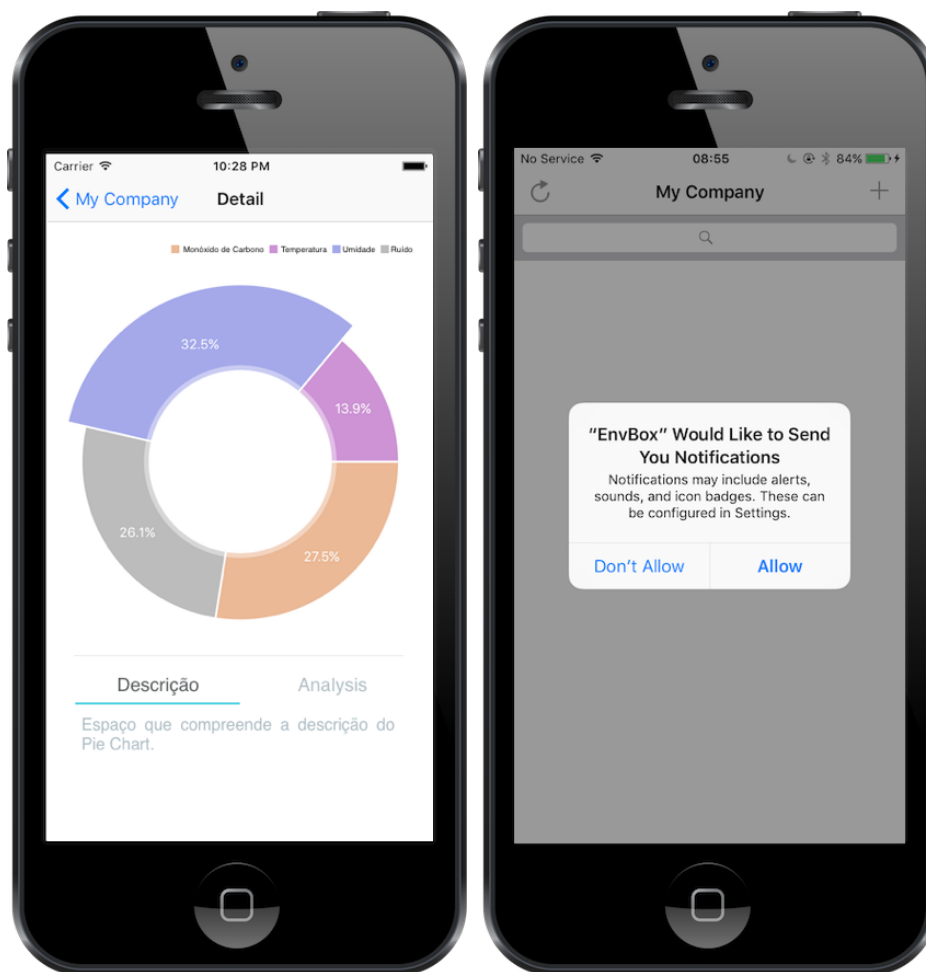 Carrier
10:28 PM
My Company
Detail
Monóxido de Carbono Temperatura Umidade Ruído
32.5%
13.9%
26.1%
27.5%
Descrição
Analysis
Espaço que compreende a descrição do
Pie Chart.
No Service
08:55
84%
My Company
“EnvBox” Would Like to Send
You Notifications
Notifications may include alerts,
sounds, and icon badges. These can
be configured in Settings.
Don’t Allow
Allow